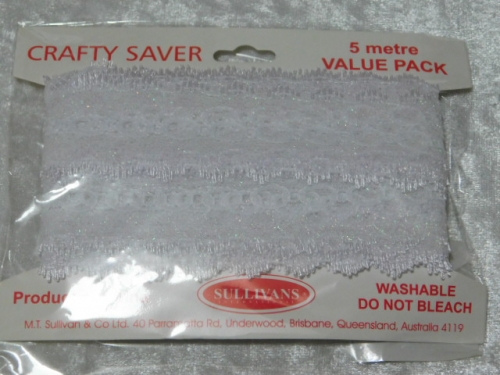 CRAFTY SAVER
5 metre
VALUE PACK
Produc
SULLIVANS
WASHABLE
DO NOT BLEACH
M.T. Sullivan & Co Ltd. 40 Parramatta Rd, Underwood, Brisbane, Queensland, Australia 4119